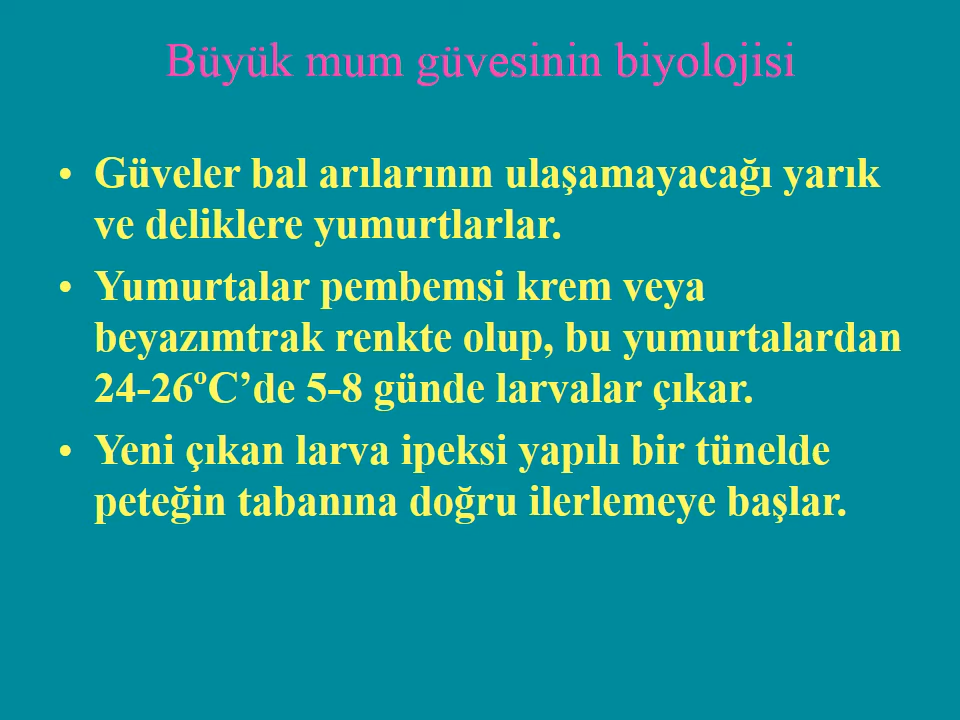 Büyük mum güvesinin biyolojisi
• Güveler bal arılarının ulaşamayacağı yarık
ve deliklere yumurtlarlar.
• Yumurtalar pembemsi krem veya
beyazımtrak renkte olup, bu yumurtalardan
24-26ºC’de 5-8 günde larvalar çıkar.
• Yeni çıkan larva ipeksi yapılı bir tünelde
peteğin tabanına doğru ilerlemeye başlar.